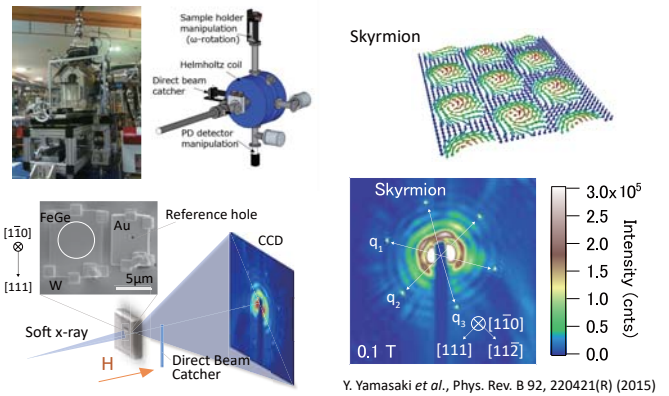 Sample holder
manipulation
(ω-rotation)
Helmholtz coil
Direct beam
catcher
PD detector
manipulation
Skyrmion
FeGe
Reference hole
Au
[11̄0]
[111]
W
5μm
CCD
Soft x-ray
H
Direct Beam
Catcher
Skyrmion
q1
q2
q3
[11̄0]
[111]
[112̄]
0.1 T
3.0x10^5
2.5
2.0
1.5
1.0
0.5
0.0
Intensity (cnts)
Y. Yamasaki et al., Phys. Rev. B 92, 220421(R) (2015)